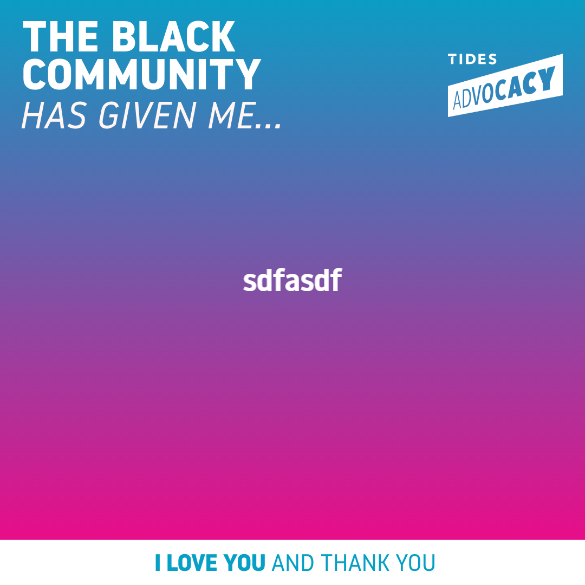 THE BLACK
COMMUNITY
HAS GIVEN ME...
TIDES
ADVOCACY
sdfasdf
I LOVE YOU AND THANK YOU